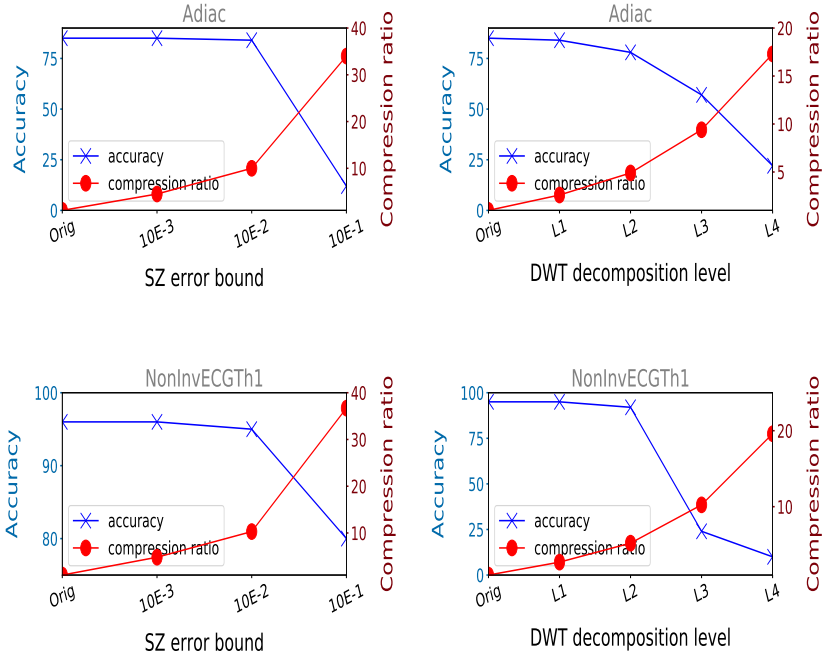 Adiac
Accuracy
75
50
25
0
40
30
20
10
Compression ratio
accuracy
compression ratio
Orig
10E-3
10E-2
10E-1
SZ error bound
Adiac
Accuracy
75
50
25
0
20
15
10
5
Compression ratio
accuracy
compression ratio
Orig
L1
L2
L3
L4
DWT decomposition level
NonInvECGTh1
Accuracy
100
90
80
40
30
20
10
Compression ratio
accuracy
compression ratio
Orig
10E-3
10E-2
10E-1
SZ error bound
NonInvECGTh1
Accuracy
100
75
50
25
0
20
10
Compression ratio
accuracy
compression ratio
Orig
L1
L2
L3
L4
DWT decomposition level